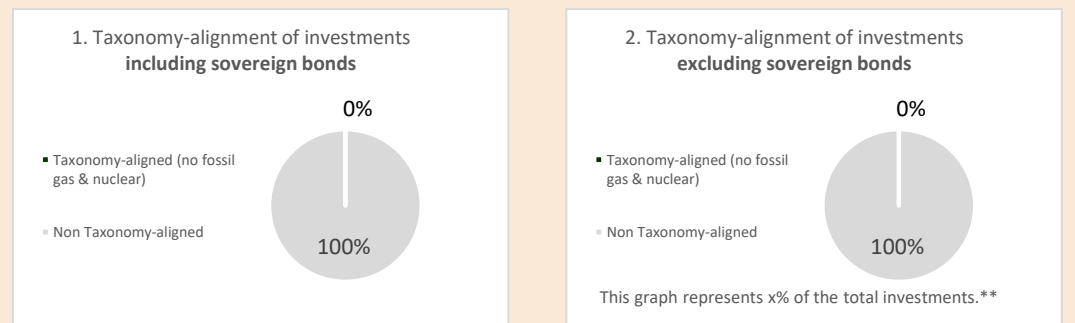 1. Taxonomy-alignment of investments
including sovereign bonds
0%
Taxonomy-aligned (no fossil
gas & nuclear)
Non Taxonomy-aligned
100%
2. Taxonomy-alignment of investments
excluding sovereign bonds
0%
Taxonomy-aligned (no fossil
gas & nuclear)
Non Taxonomy-aligned
100%
This graph represents x% of the total investments.**